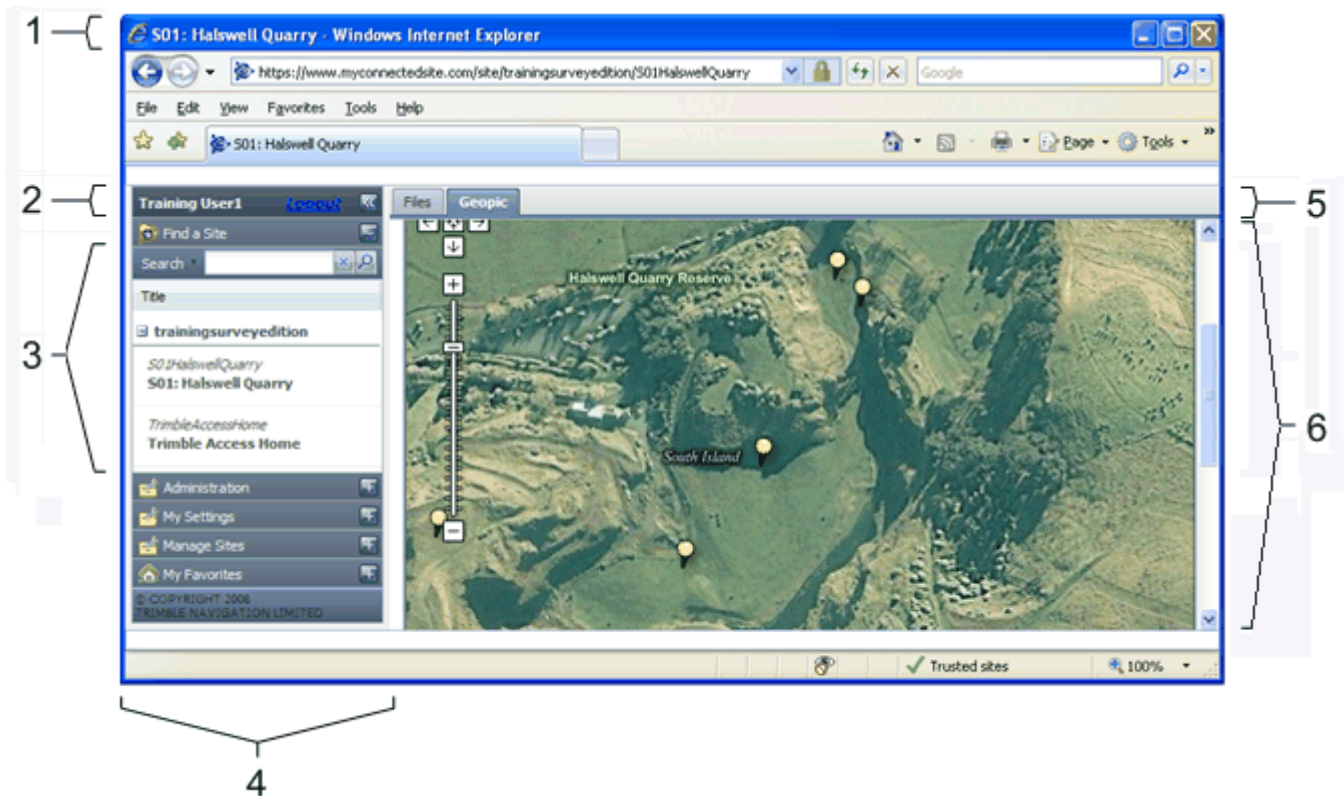 1
S01: Halswell Quarry - Windows Internet Explorer
https://www.myconnectedsite.com/site/trainingsurveyedition/S01HalswellQuarry
Google
File Edit View Favorites Tools Help
S01: Halswell Quarry
Page Tools
2
Training User1 Logout
Files Geopic
5
Find a Site
Search
Title
trainingsurveyedition
3
S01HalswellQuarry
S01: Halswell Quarry
TrimbleAccessHome
Trimble Access Home
Administration
My Settings
Manage Sites
My Favorites
© COPYRIGHT 2008
TRIMBLE NAVIGATION LIMITED
Halswell Quarry Reserve
South Island
6
Trusted sites
100%
4